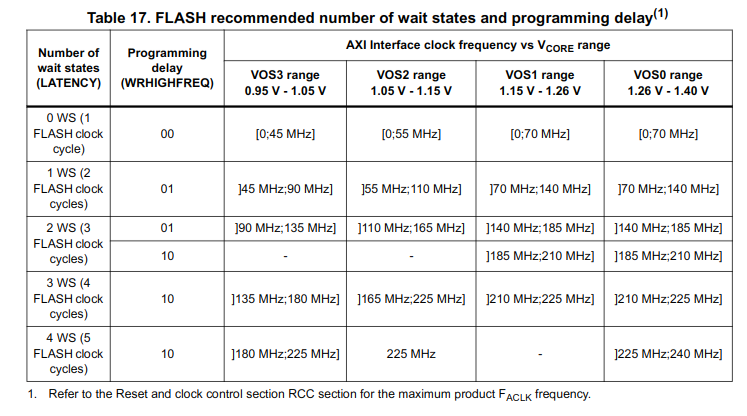 Table 17. FLASH recommended number of wait states and programming delay(1)
Number of wait states (LATENCY) | Programming delay (WRHIGHFREQ) | AXI Interface clock frequency vs VCORE range
VOS3 range 0.95 V - 1.05 V | VOS2 range 1.05 V - 1.15 V | VOS1 range 1.15 V - 1.26 V | VOS0 range 1.26 V - 1.40 V
0 WS (1 FLASH clock cycle) | 00 | [0;45 MHz] | [0;55 MHz] | [0;70 MHz] | [0;70 MHz]
1 WS (2 FLASH clock cycles) | 01 | ]45 MHz;90 MHz] | ]55 MHz;110 MHz] | ]70 MHz;140 MHz] | ]70 MHz;140 MHz]
2 WS (3 FLASH clock cycles) | 01 | ]90 MHz;135 MHz] | ]110 MHz;165 MHz] | ]140 MHz;185 MHz] | ]140 MHz;185 MHz]
10 | - | - | ]185 MHz;210 MHz] | ]185 MHz;210 MHz]
3 WS (4 FLASH clock cycles) | 10 | ]135 MHz;180 MHz] | ]165 MHz;225 MHz] | ]210 MHz;225 MHz] | ]210 MHz;225 MHz]
4 WS (5 FLASH clock cycles) | 10 | ]180 MHz;225 MHz] | 225 MHz | - | ]225 MHz;240 MHz]
1. Refer to the Reset and clock control section RCC section for the maximum product FACLK frequency.